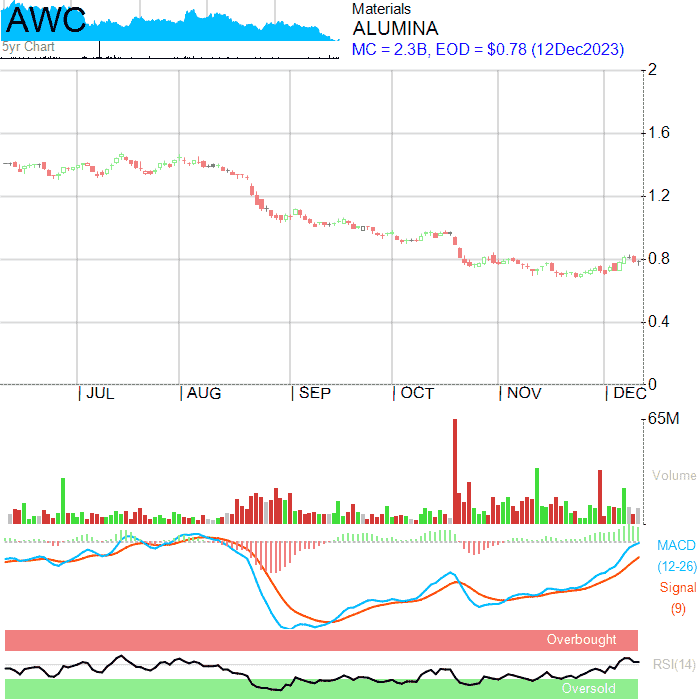 AWC
5yr Chart
Materials
ALUMINA
MC = 2.3B, EOD = $0.78 (12Dec2023)
2
1.6
1.2
0.8
0.4
0
JUL
AUG
SEP
OCT
NOV
DEC
65M
Volume
MACD
(12-26)
Signal
(9)
Overbought
RSI(14)
Oversold